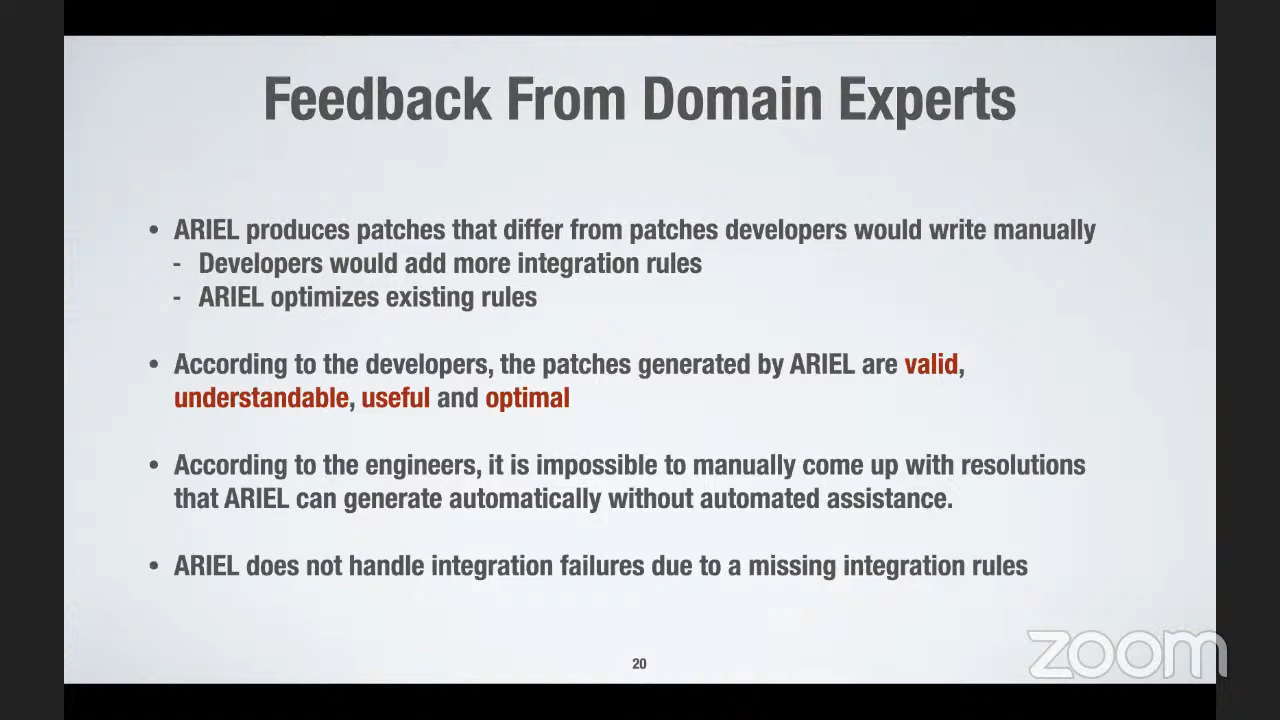 Feedback From Domain Experts
• ARIEL produces patches that differ from patches developers would write manually
- Developers would add more integration rules
- ARIEL optimizes existing rules
• According to the developers, the patches generated by ARIEL are valid,
understandable, useful and optimal
• According to the engineers, it is impossible to manually come up with resolutions
that ARIEL can generate automatically without automated assistance.
• ARIEL does not handle integration failures due to a missing integration rules
20
zoom